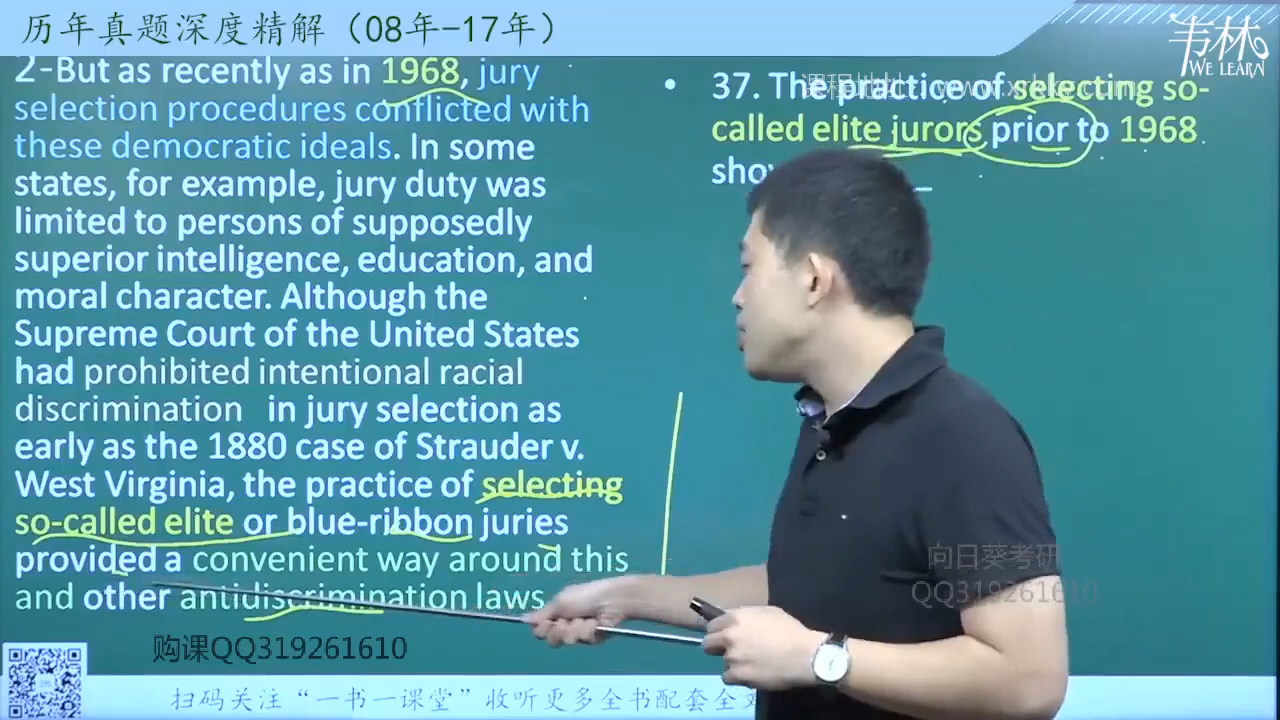 历年真题深度精解（08年–17年）
韦林
WE LEARN
2-But as recently as in 1968, jury
selection procedures conflicted with
these democratic ideals. In some
states, for example, jury duty was
limited to persons of supposedly
superior intelligence, education, and
moral character. Although the
Supreme Court of the United States
had prohibited intentional racial
discrimination in jury selection as
early as the 1880 case of Strauder v.
West Virginia, the practice of selecting
so-called elite or blue-ribbon juries
provided a convenient way around this
and other antidiscrimination laws
• 37. The practice of selecting so-
called elite jurors prior to 1968
向日葵考研
QQ319261610
购课QQ319261610
扫码关注“一书一课堂”收听更多全书配套全